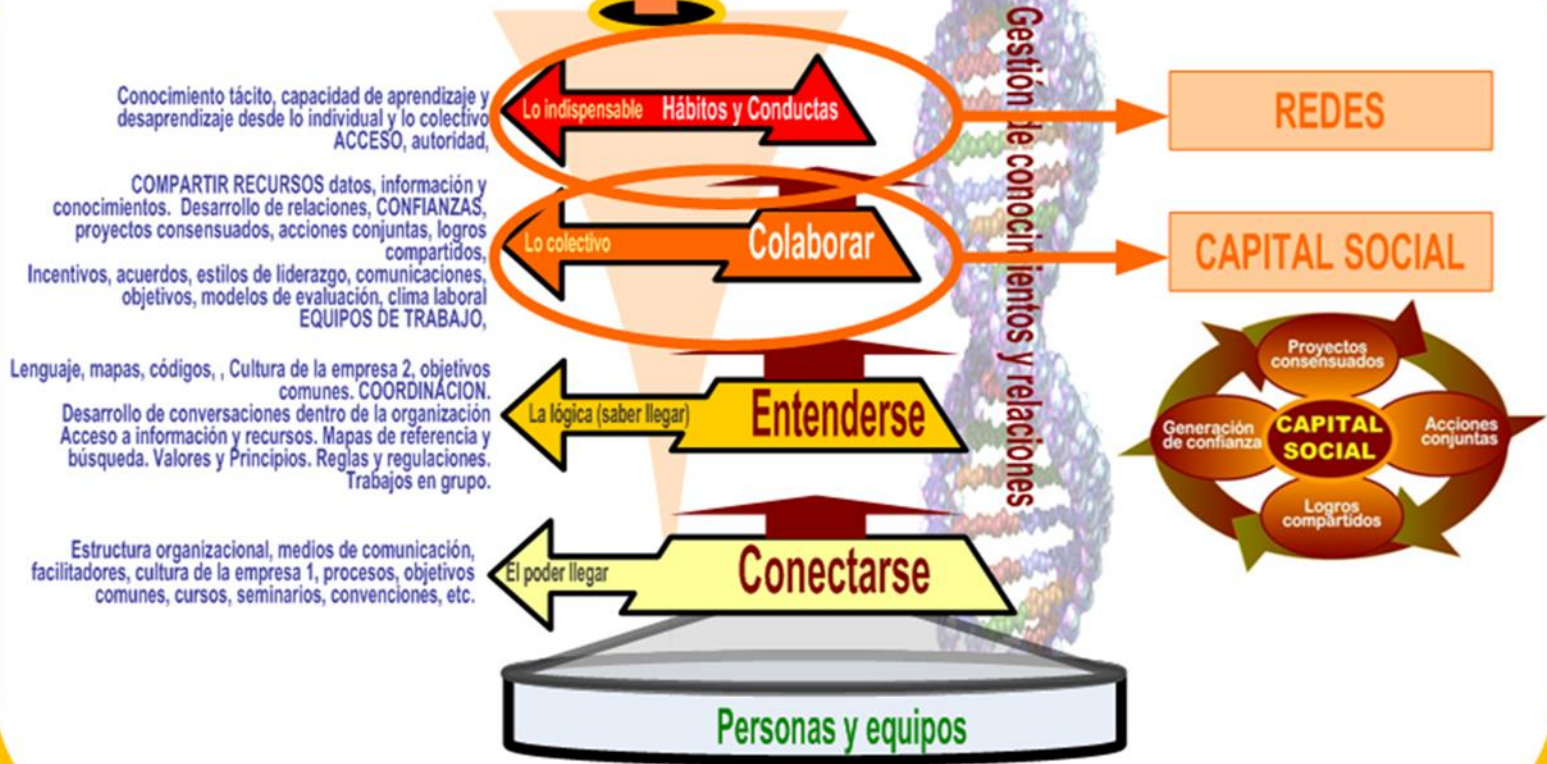 Conocimiento tácito, capacidad de aprendizaje y
desaprendizaje desde lo individual y lo colectivo
ACCESO, autoridad,
Lo indispensable
Hábitos y Conductas
REDES
COMPARTIR RECURSOS datos, información y
conocimientos. Desarrollo de relaciones, CONFIANZAS,
proyectos consensuados, acciones conjuntas, logros
compartidos,
Incentivos, acuerdos, estilos de liderazgo, comunicaciones,
objetivos, modelos de evaluación, clima laboral
EQUIPOS DE TRABAJO,
Lo colectivo
Colaborar
CAPITAL SOCIAL
Lenguaje, mapas, códigos, , Cultura de la empresa 2, objetivos
comunes. COORDINACION.
Desarrollo de conversaciones dentro de la organización
Acceso a información y recursos. Mapas de referencia y
búsqueda. Valores y Principios. Reglas y regulaciones.
Trabajos en grupo.
La lógica (saber llegar)
Entenderse
Estructura organizacional, medios de comunicación,
facilitadores, cultura de la empresa 1, procesos, objetivos
comunes, cursos, seminarios, convenciones, etc.
El poder llegar
Conectarse
Personas y equipos
Gestión de conocimientos y relaciones
Proyectos
consensuados
Generación
de confianza
CAPITAL
SOCIAL
Acciones
conjuntas
Logros
compartidos